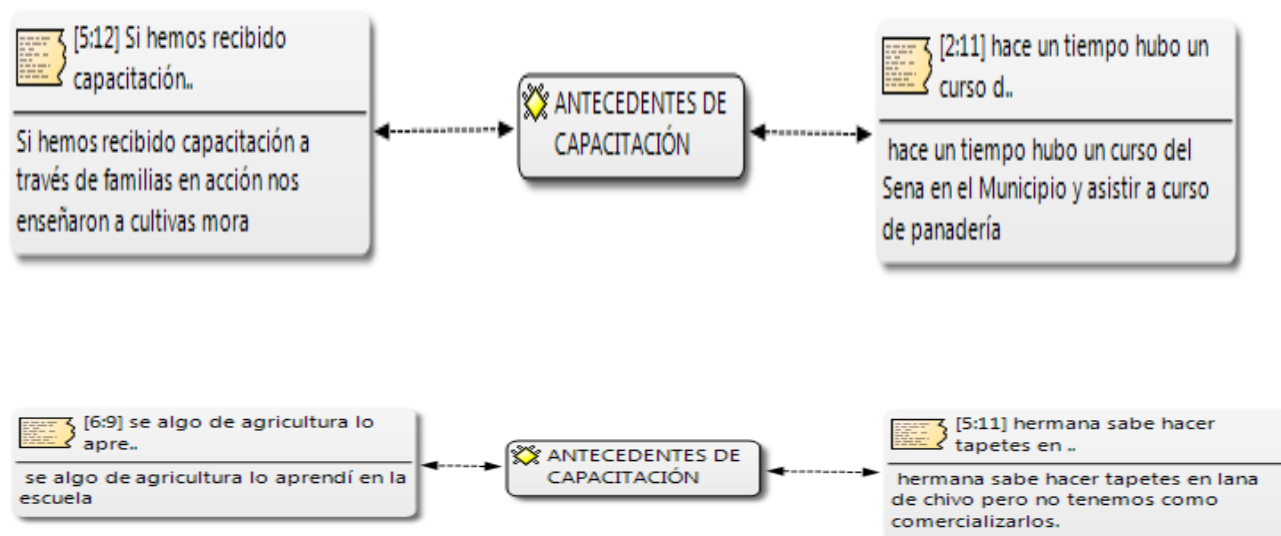 [5:12] Si hemos recibido
capacitación..
Si hemos recibido capacitación a
través de familias en acción nos
enseñaron a cultivas mora
ANTECEDENTES DE
CAPACITACIÓN
[2:11] hace un tiempo hubo un
curso d..
hace un tiempo hubo un curso del
Sena en el Municipio y asistir a curso
de panadería
[6:9] se algo de agricultura lo
apre..
se algo de agricultura lo aprendí en la
escuela
ANTECEDENTES DE
CAPACITACIÓN
[5:11] hermana sabe hacer
tapetes en ..
hermana sabe hacer tapetes en lana
de chivo pero no tenemos como
comercializarlos.